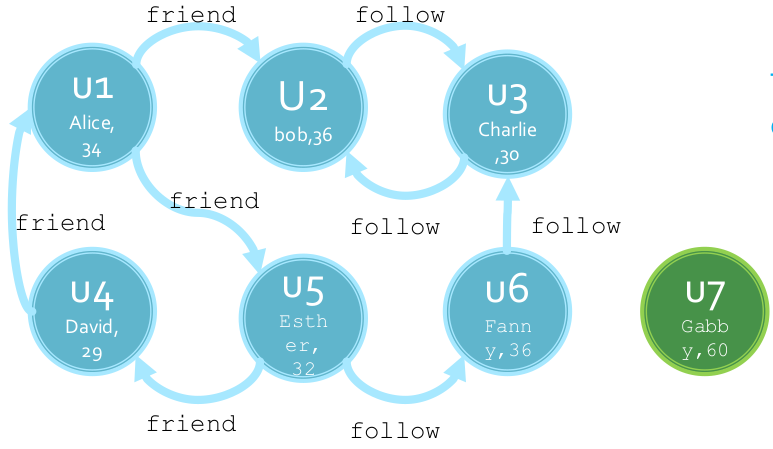 friend
follow
u1
Alice,
34
U2
bob,36
u3
Charlie
,30
friend
friend
follow
follow
u4
David,
29
u5
Esth
er,
32
u6
Fann
y,36
u7
Gabb
y,60
friend
follow